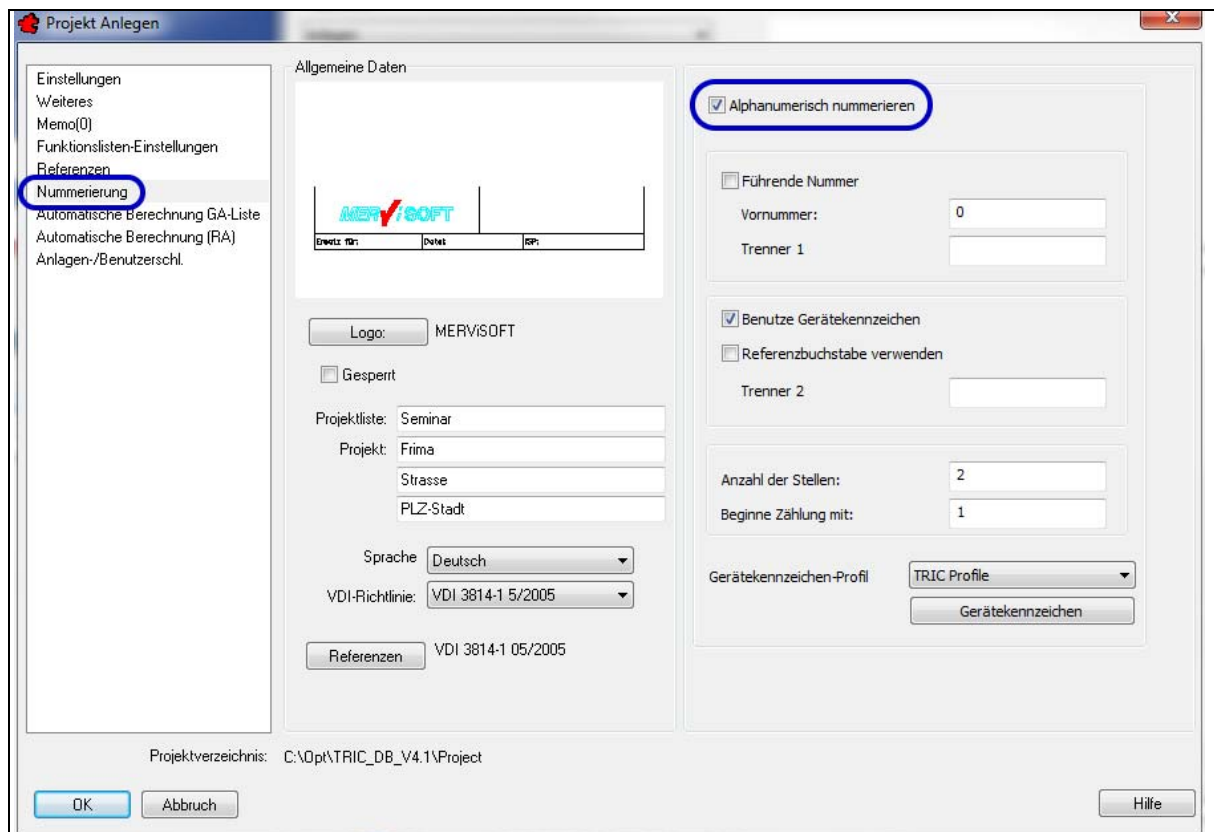 Projekt Anlegen
Einstellungen
Weiteres
Memo(0)
Funktionslisten-Einstellungen
Referenzen
Nummerierung
Automatische Berechnung GA-Liste
Automatische Berechnung (RA)
Anlagen-/Benutzerschl.
Allgemeine Daten
MERViSOFT
Ersatz für:
Datei:
Logo:
MERViSOFT
Gesperrt
Projektliste: Seminar
Projekt: Frima
Strasse
PLZ-Stadt
Sprache Deutsch
VDI-Richtlinie: VDI 3814-1 5/2005
Referenzen VDI 3814-1 05/2005
Alphanumerisch nummerieren
Führende Nummer
Vornummer: 0
Trenner 1
Benutze Gerätekennzeichen
Referenzbuchstabe verwenden
Trenner 2
Anzahl der Stellen: 2
Beginne Zählung mit: 1
Gerätekennzeichen-Profil TRIC Profile
Gerätekennzeichen
Projektverzeichnis: C:\Opt\TRIC_DB_V4.1\Project
OK
Abbruch
Hilfe